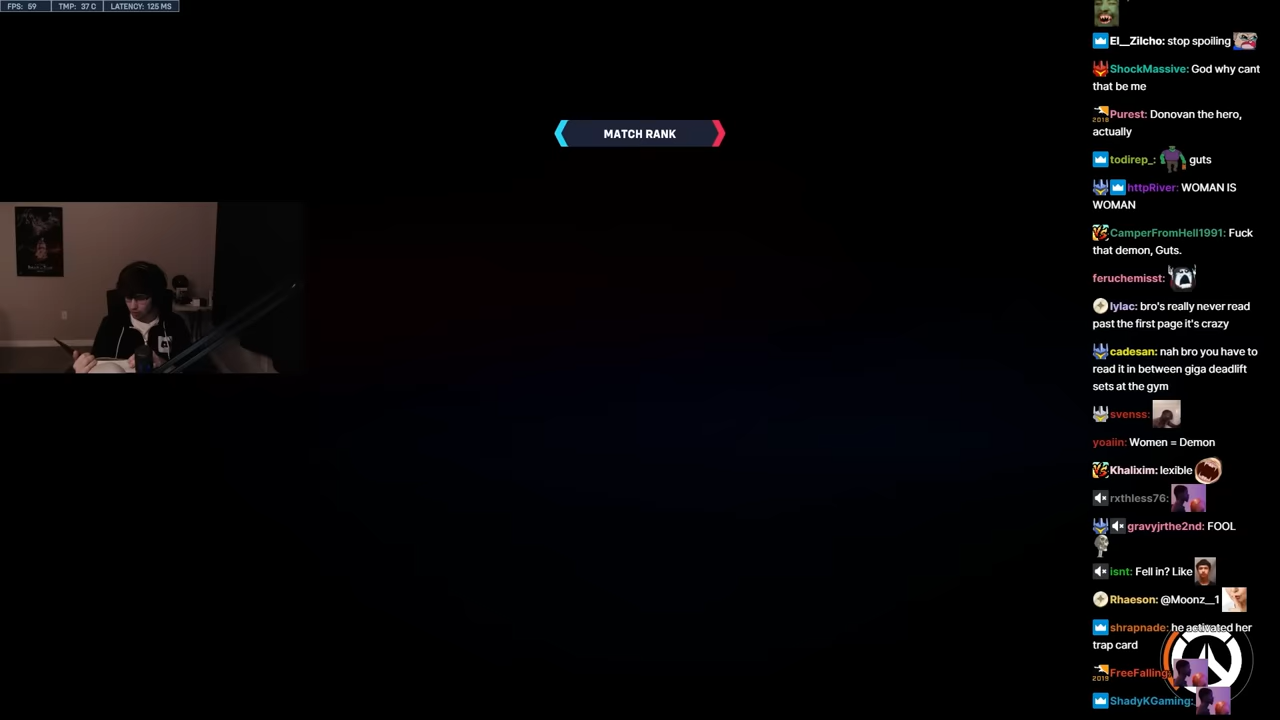 FPS: 59 TMP: 37 C LATENCY: 125 MS
MATCH RANK
El__Zilcho: stop spoiling
ShockMassive: God why cant
that be me
Purest: Donovan the hero,
actually
todirep_: guts
httpRiver: WOMAN IS
WOMAN
CamperFromHell1991: Fuck
that demon, Guts.
feruchemisst:
lylac: bro's really never read
past the first page it's crazy
cadesan: nah bro you have to
read it in between giga deadlift
sets at the gym
svenss:
yoaiin: Women = Demon
Khalixim: lexible
rxthless76:
gravyjrthe2nd: FOOL
isnt: Fell in? Like
Rhaeson: @Moonz__1
shrapnade: he activated her
trap card
FreeFalling:
ShadyKGaming: